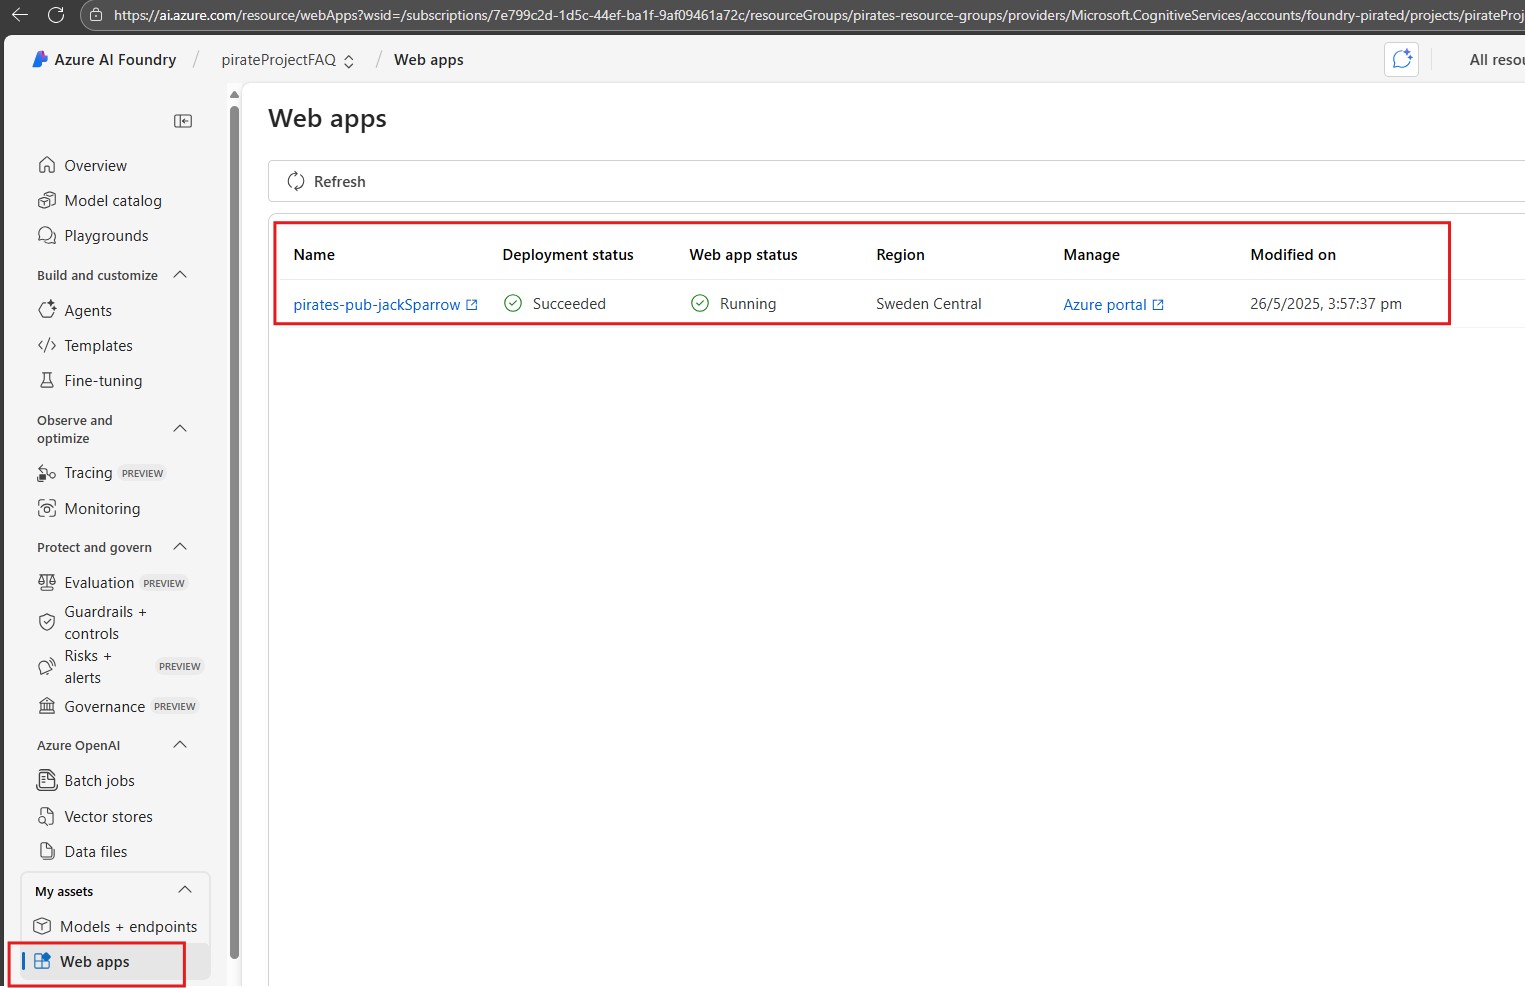 https://ai.azure.com/resource/webApps?wsid=/subscriptions/7e799c2d-1d5c-44ef-ba1f-9af09461a72c/resourceGroups/pirates-resource-groups/providers/Microsoft.CognitiveServices/accounts/foundry-pirated/projects/pirateProj
Azure AI Foundry / pirateProjectFAQ / Web apps
All resou
Web apps
Refresh
Name Deployment status Web app status Region Manage Modified on
pirates-pub-jackSparrow Succeeded Running Sweden Central Azure portal 26/5/2025, 3:57:37 pm
Overview
Model catalog
Playgrounds
Build and customize
Agents
Templates
Fine-tuning
Observe and
optimize
Tracing PREVIEW
Monitoring
Protect and govern
Evaluation PREVIEW
Guardrails +
controls
Risks +
alerts PREVIEW
Governance PREVIEW
Azure OpenAI
Batch jobs
Vector stores
Data files
My assets
Models + endpoints
Web apps